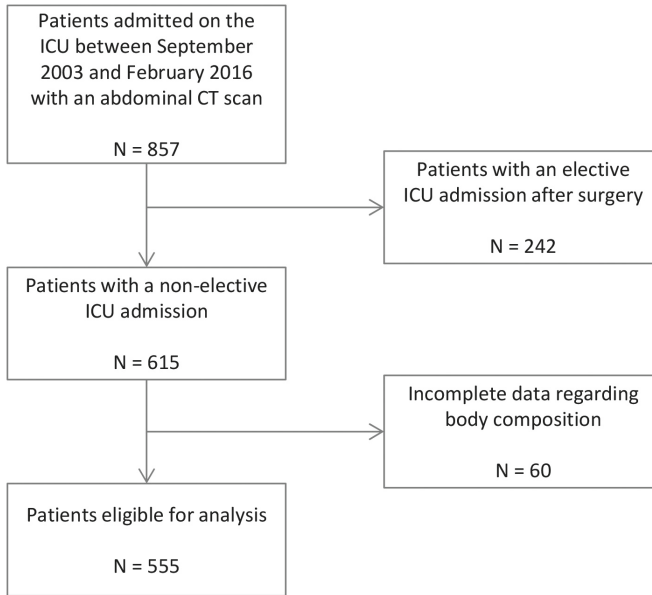 Patients admitted on the
ICU between September
2003 and February 2016
with an abdominal CT scan
N = 857
Patients with an elective
ICU admission after surgery
N = 242
Patients with a non-elective
ICU admission
N = 615
Incomplete data regarding
body composition
N = 60
Patients eligible for analysis
N = 555